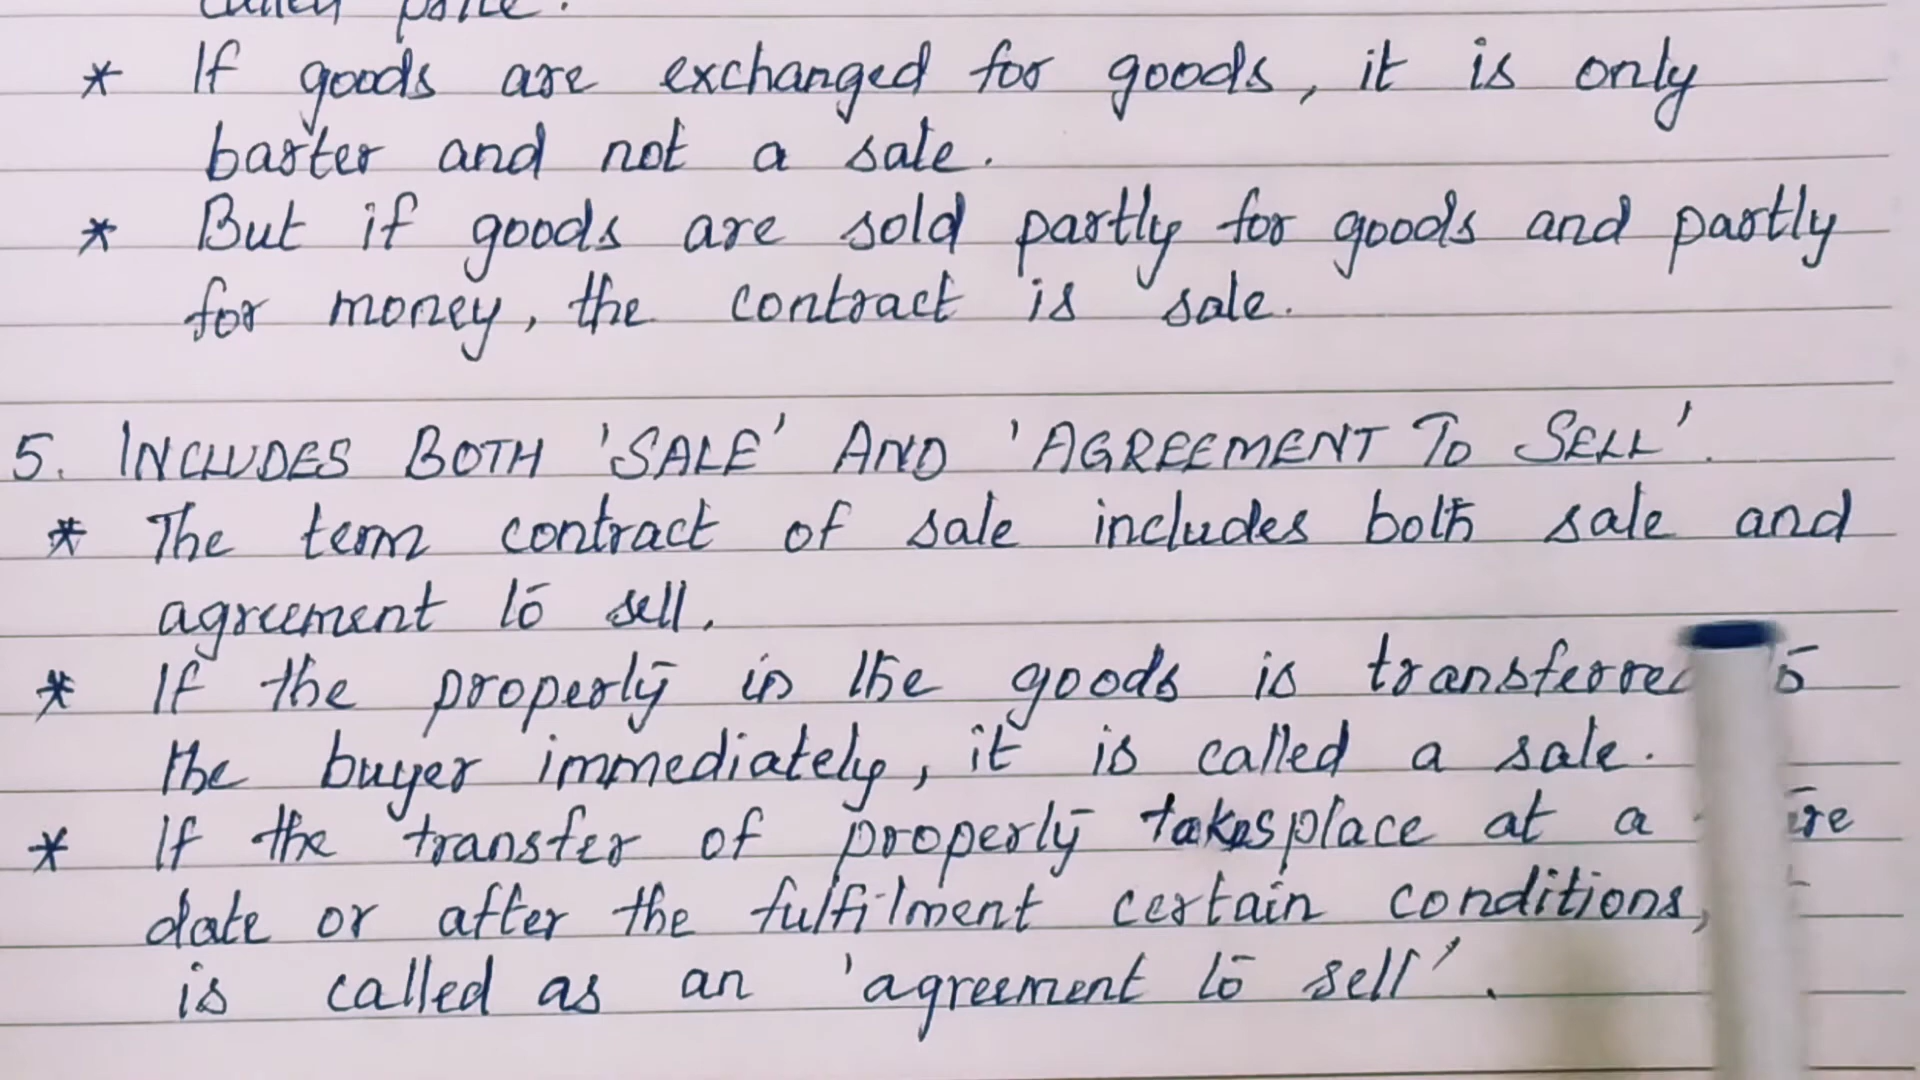 called price.
* If goods are exchanged for goods, it is only
barter and not a sale.
* But if goods are sold partly for goods and partly
for money, the contract is sale.
5. INCLUDES BOTH 'SALE' AND 'AGREEMENT TO SELL'.
* The term contract of sale includes both sale and
agreement to sell.
* If the property in the goods is transferred
the buyer immediately, it is called a sale.
* If the transfer of property takes place at a
date or after the fulfilment certain conditions,
is called as an 'agreement to sell'.